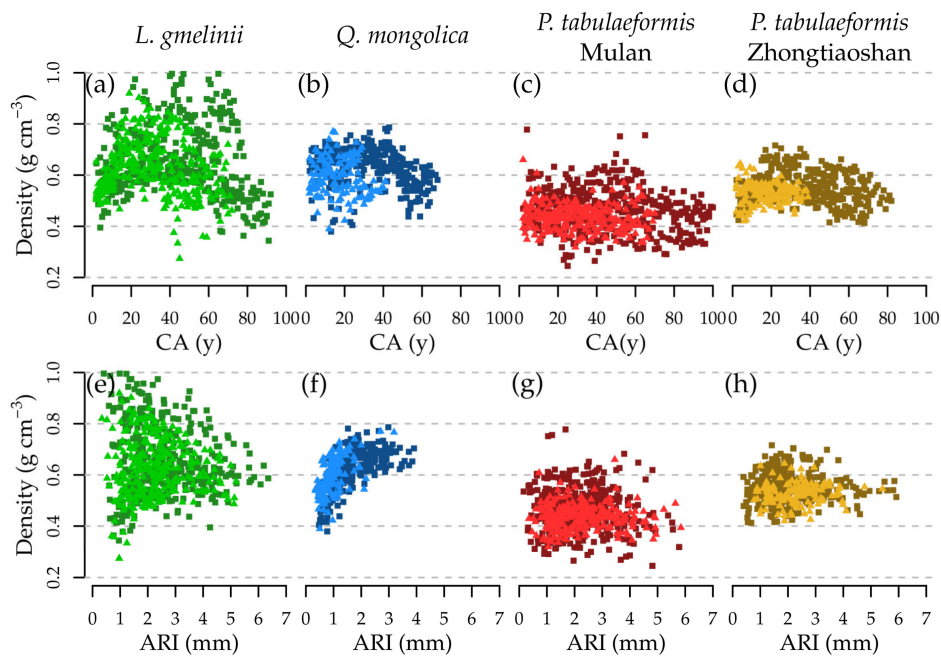 L. gmelinii
Q. mongolica
P. tabulaeformis
Mulan
P. tabulaeformis
Zhongtiaoshan
(a)
(b)
(c)
(d)
Density (g cm⁻³)
1.0
0.8
0.6
0.4
0.2
0 20 40 60 80 100
0 20 40 60 80 100
0 20 40 60 80 100
0 20 40 60 80 100
CA (y)
CA (y)
CA(y)
CA (y)
(e)
(f)
(g)
(h)
Density (g cm⁻³)
1.0
0.8
0.6
0.4
0.2
0 1 2 3 4 5 6 7
0 1 2 3 4 5 6 7
0 1 2 3 4 5 6 7
0 1 2 3 4 5 6 7
ARI (mm)
ARI (mm)
ARI (mm)
ARI (mm)